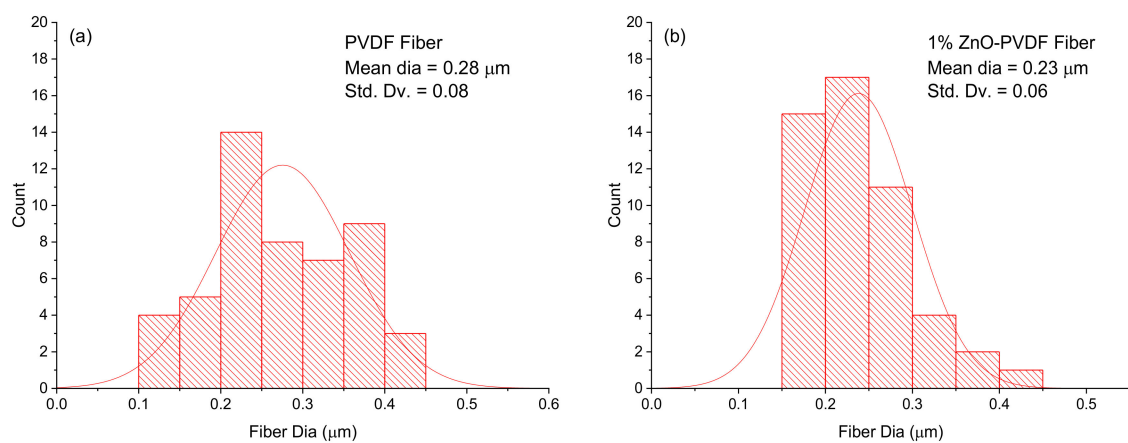 (a)
PVDF Fiber
Mean dia = 0.28 μm
Std. Dv. = 0.08
20
18
16
14
12
10
8
6
4
2
0
Count
0.0 0.1 0.2 0.3 0.4 0.5 0.6
Fiber Dia (μm)
(b)
1% ZnO-PVDF Fiber
Mean dia = 0.23 μm
Std. Dv. = 0.06
20
18
16
14
12
10
8
6
4
2
0
Count
0.0 0.1 0.2 0.3 0.4 0.5
Fiber Dia (μm)